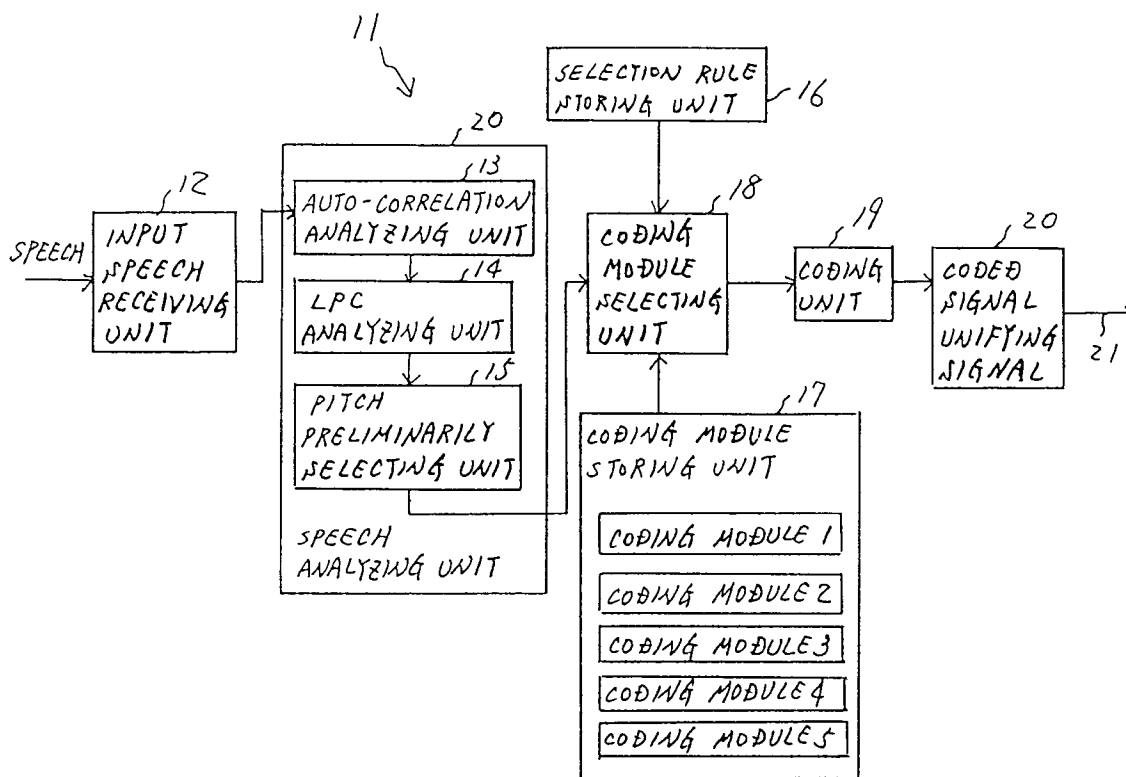 11
SELECTION RULE
STORING UNIT
16
20
12
13
AUTO-CORRELATION
ANALYZING UNIT
18
SPEECH
INPUT
SPEECH
RECEIVING
UNIT
14
LPC
ANALYZING UNIT
CODING
MODULE
SELECTING
UNIT
19
CODING
UNIT
20
CODED
SIGNAL
UNIFYING
SIGNAL
21
15
PITCH
PRELIMINARILY
SELECTING UNIT
SPEECH
ANALYZING UNIT
17
CODING MODULE
STORING UNIT
CODING MODULE 1
CODING MODULE 2
CODING MODULE 3
CODING MODULE 4
CODING MODULE 5